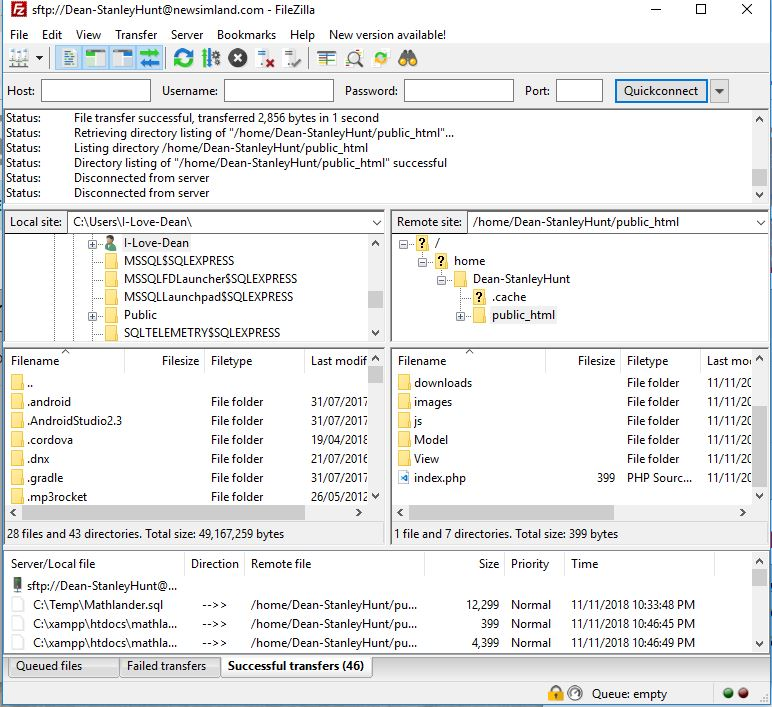 sftp://Dean-StanleyHunt@newsimland.com - FileZilla
File Edit View Transfer Server Bookmarks Help New version available!
Host: Username: Password: Port: Quickconnect
Status: File transfer successful, transferred 2,856 bytes in 1 second
Status: Retrieving directory listing of "/home/Dean-StanleyHunt/public_html"...
Status: Listing directory /home/Dean-StanleyHunt/public_html
Status: Directory listing of "/home/Dean-StanleyHunt/public_html" successful
Status: Disconnected from server
Status: Disconnected from server
Local site: C:\Users\I-Love-Dean\
I-Love-Dean
MSSQL$SQLEXPRESS
MSSQLFDLauncher$SQLEXPRESS
MSSQLLaunchpad$SQLEXPRESS
Public
SQLTELEMETRY$SQLEXPRESS
Remote site: /home/Dean-StanleyHunt/public_html
/
home
Dean-StanleyHunt
.cache
public_html
Filename Filesize Filetype Last modif
..
.android File folder 31/07/2017
.AndroidStudio2.3 File folder 31/07/2017
.cordova File folder 19/04/2018
.dnx File folder 21/07/2016
.gradle File folder 31/07/2017
.mp3rocket File folder 26/05/2012
28 files and 43 directories. Total size: 49,167,259 bytes
Filename Filesize Filetype Last mo
downloads File folder 11/11/20
images File folder 11/11/20
js File folder 11/11/20
Model File folder 11/11/20
View File folder 11/11/20
index.php 399 PHP Sourc... 11/11/20
1 file and 7 directories. Total size: 399 bytes
Server/Local file Direction Remote file Size Priority Time
sftp://Dean-StanleyHunt@...
C:\Temp\Mathlander.sql -->> /home/Dean-StanleyHunt/pu... 12,299 Normal 11/11/2018 10:33:48 PM
C:\xampp\htdocs\mathla... -->> /home/Dean-StanleyHunt/pu... 399 Normal 11/11/2018 10:46:45 PM
C:\xampp\htdocs\mathla... -->> /home/Dean-StanleyHunt/pu... 4,399 Normal 11/11/2018 10:46:49 PM
Queued files Failed transfers Successful transfers (46)
Queue: empty